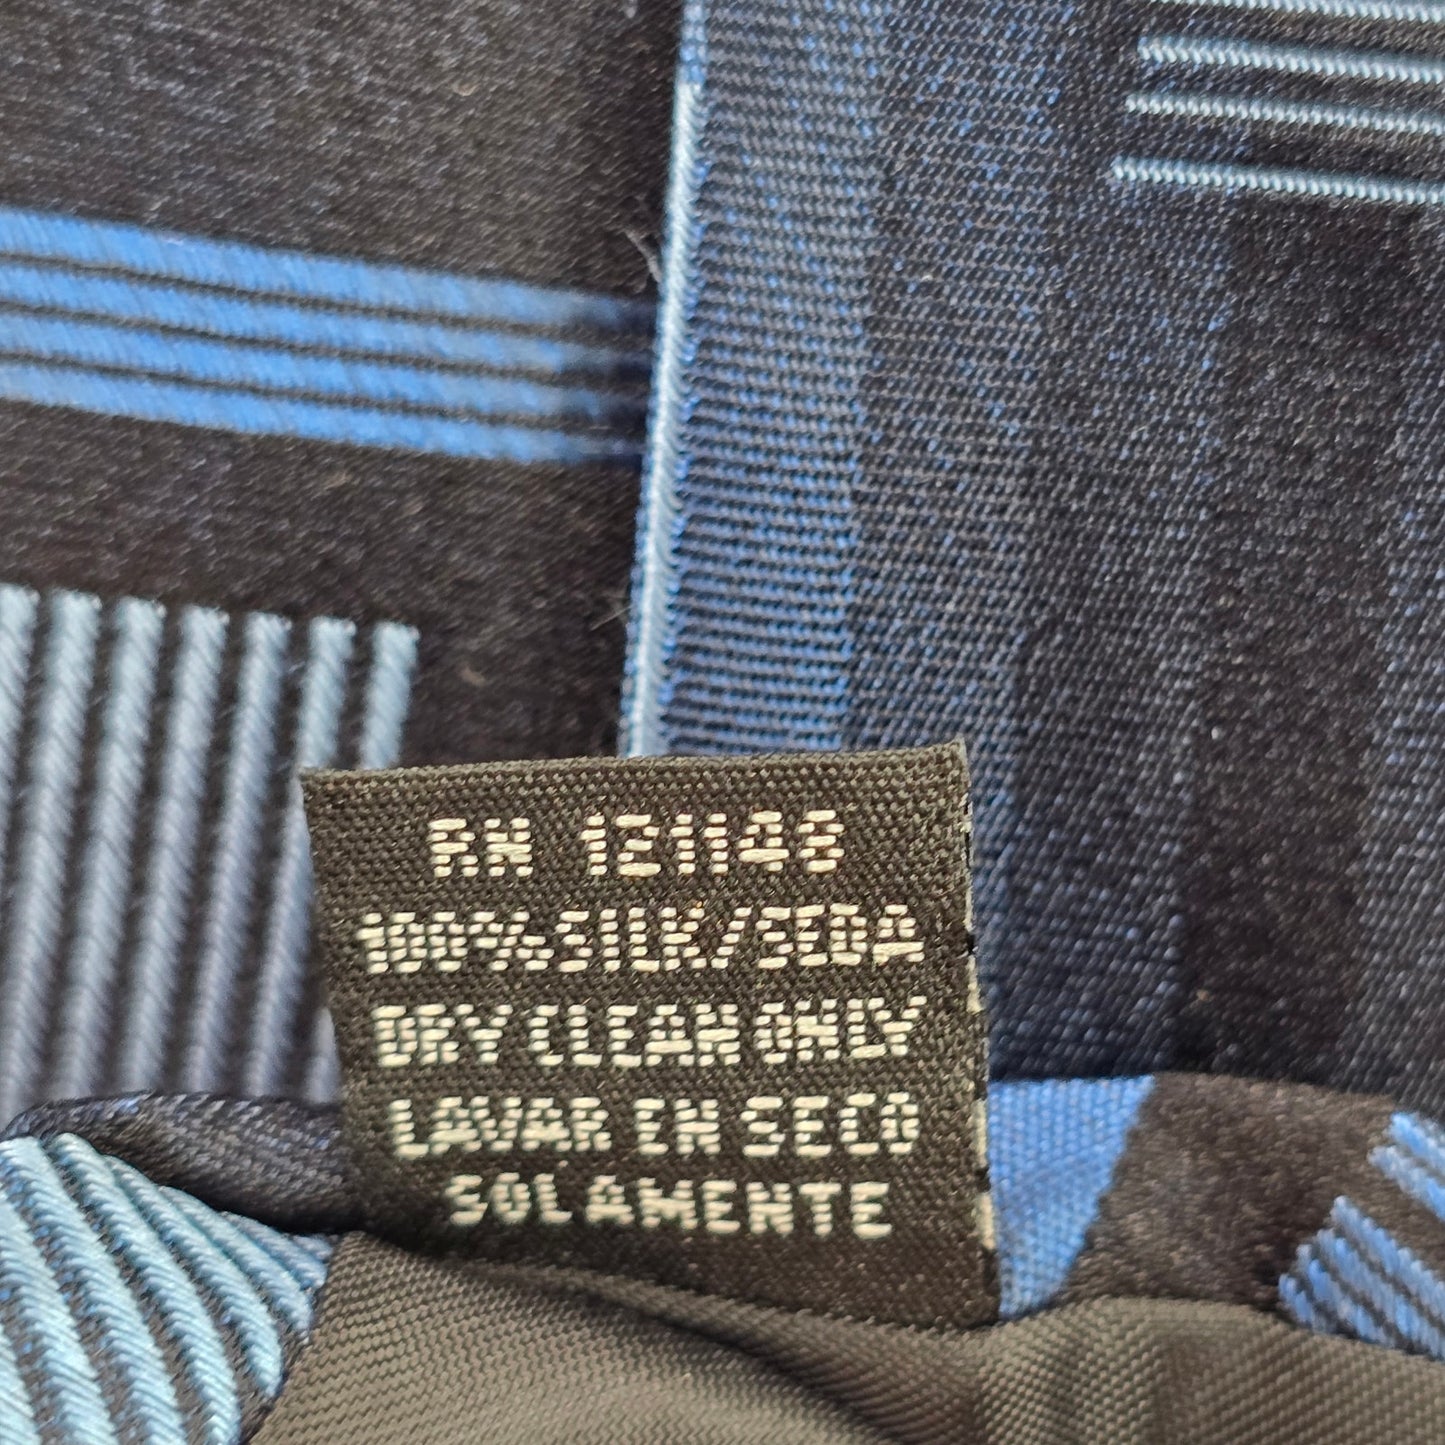 RN 121148
100% SILK/SEDA
DRY CLEAN ONLY
LAVAR EN SECO
SOLAMENTE